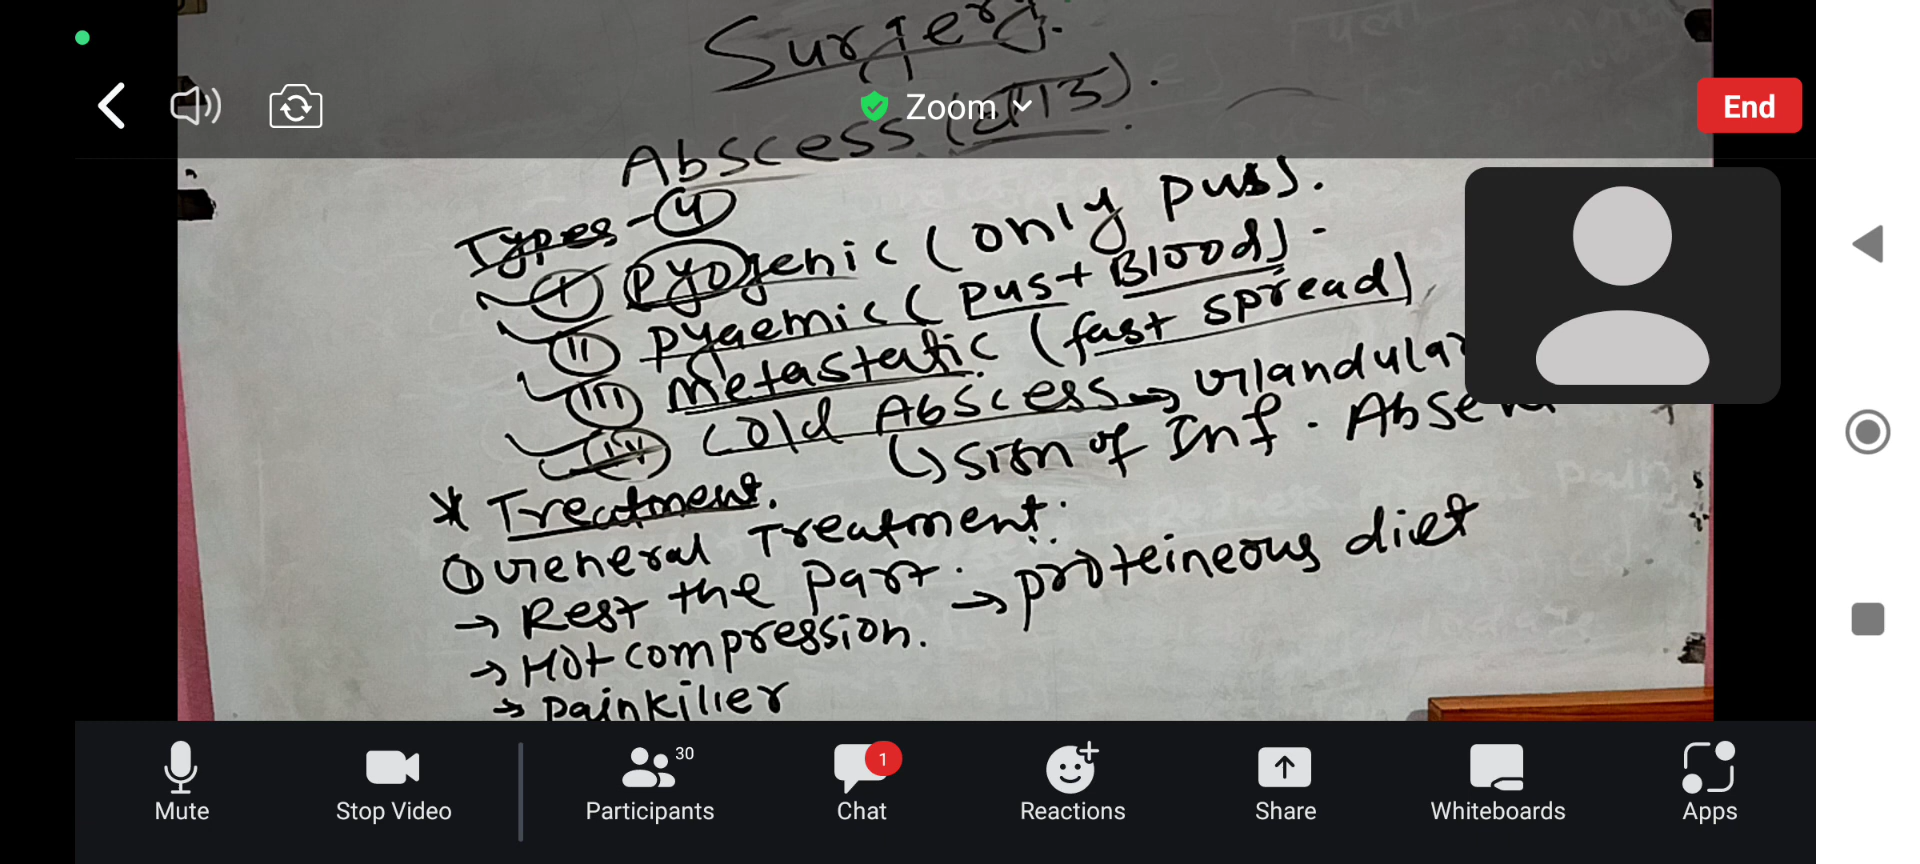 Surgery.
Zoom
End
Abscess
Types - 4
I pyogenic (only pus).
II pyaemic (pus + Blood).
III metastatic (fast spread)
IV Cold Abscess → Glandular
↳ sign of Inf. Absent
* Treatment.
① General Treatment:
→ Rest the part.
→ proteineous diet
→ Hot compression.
→ painkiller
30
1
Mute
Stop Video
Participants
Chat
Reactions
Share
Whiteboards
Apps